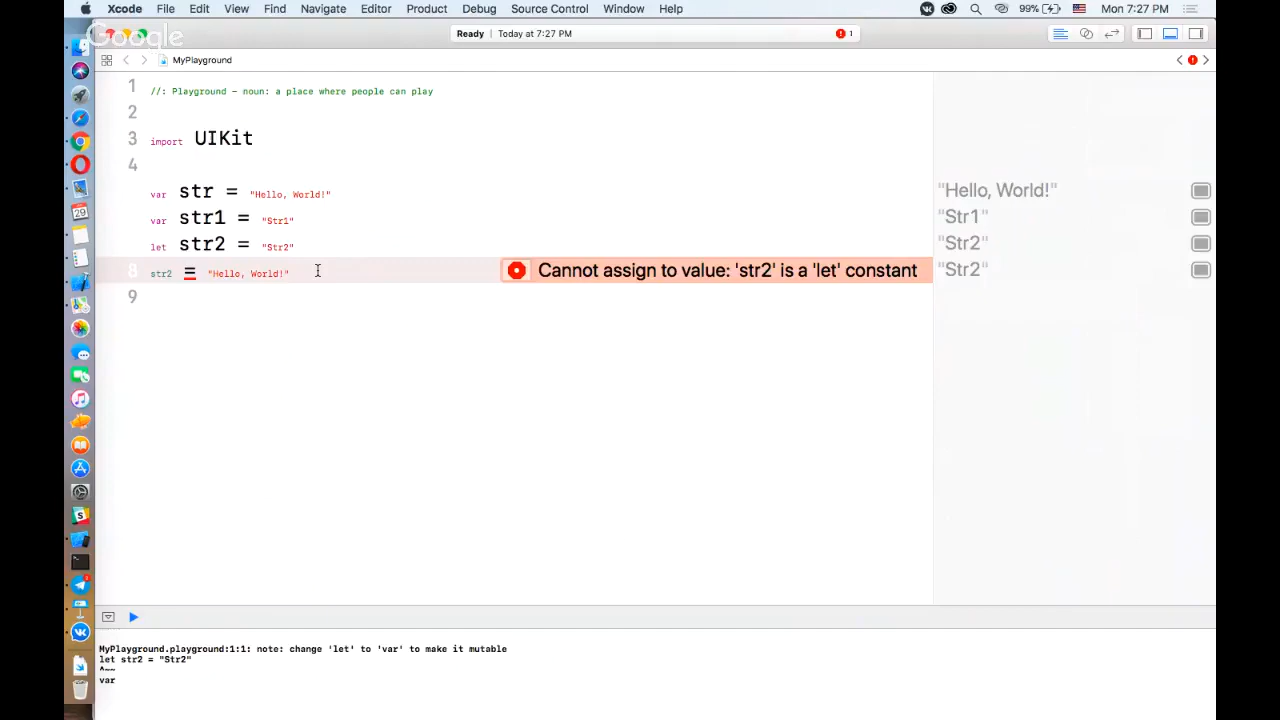 Xcode File Edit View Find Navigate Editor Product Debug Source Control Window Help 99% Mon 7:27 PM
Google
Ready | Today at 7:27 PM 1
MyPlayground
1 //: Playground - noun: a place where people can play
2
3 import UIKit
4
var str = "Hello, World!" "Hello, World!"
var str1 = "Str1" "Str1"
let str2 = "Str2" "Str2"
8 str2 = "Hello, World!" Cannot assign to value: 'str2' is a 'let' constant "Str2"
9
29
MyPlayground.playground:1:1: note: change 'let' to 'var' to make it mutable
let str2 = "Str2"
^~~
var